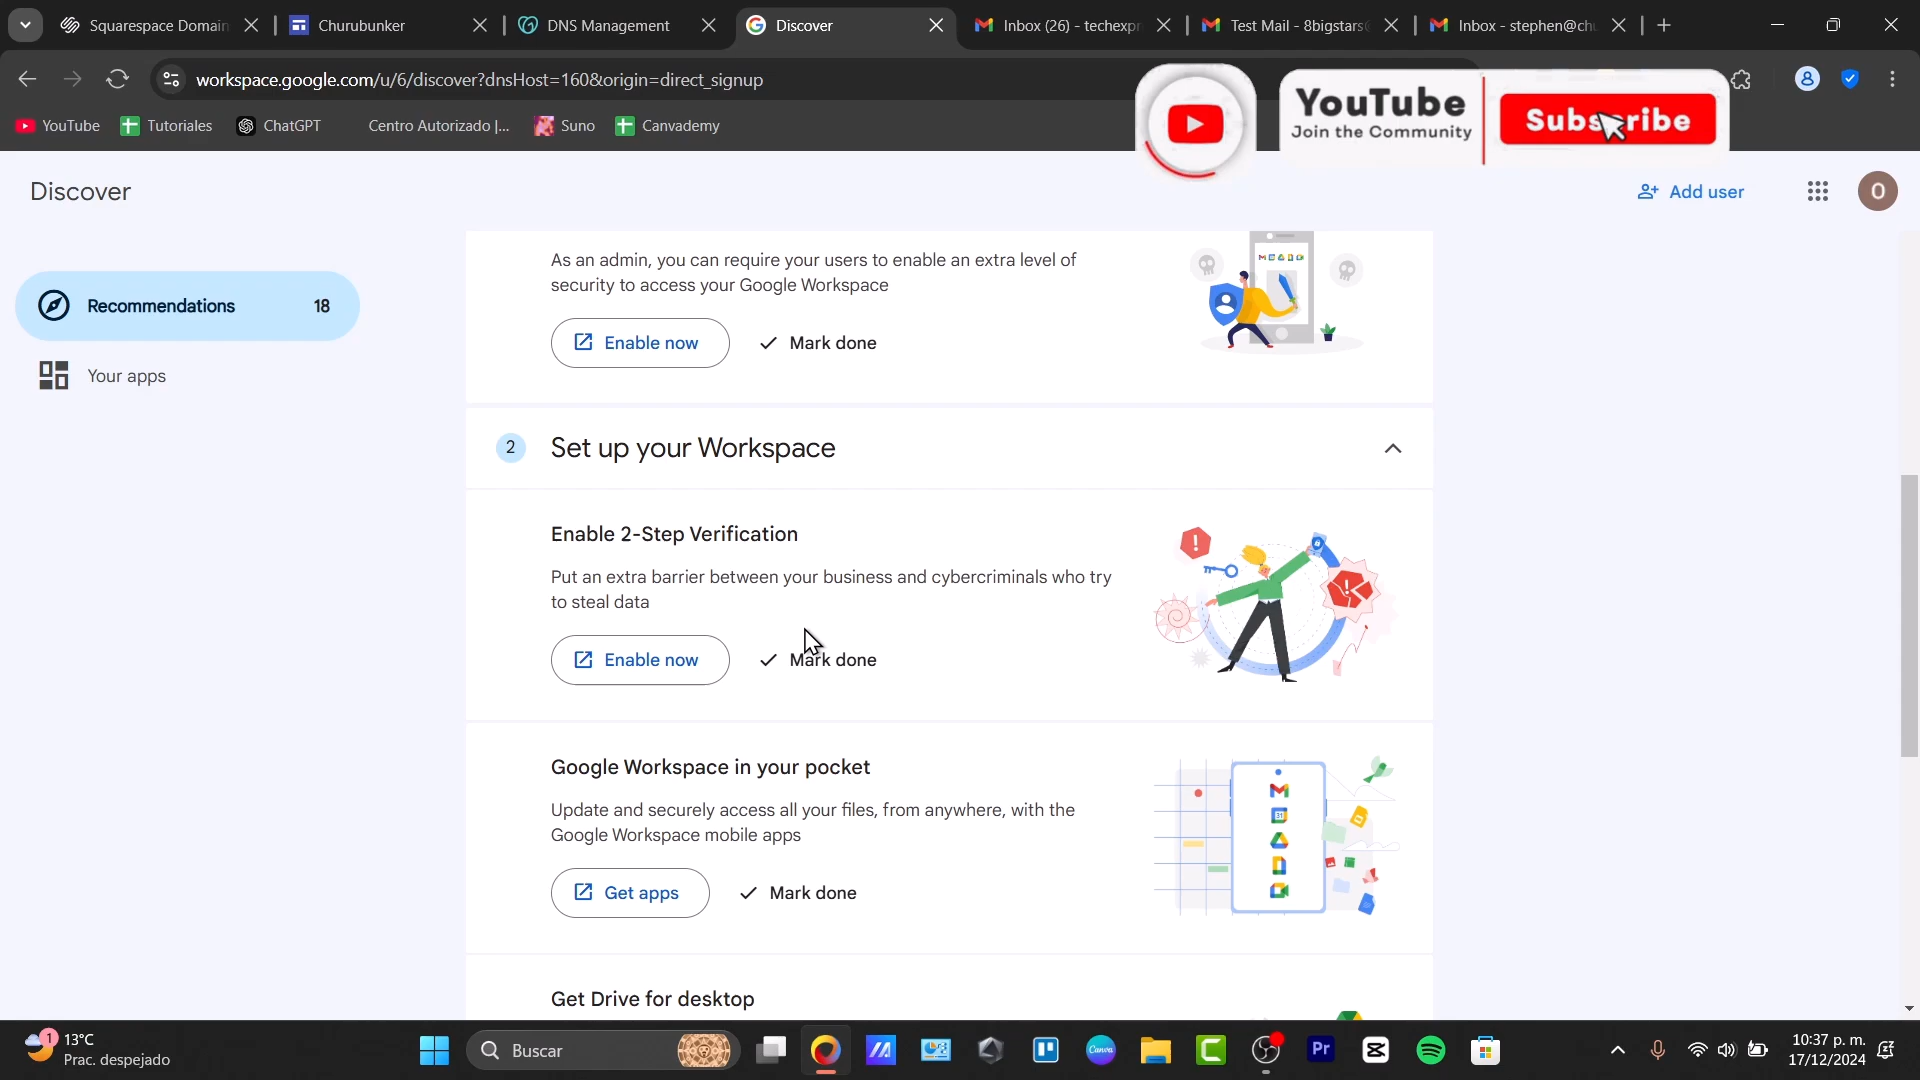 Squarespace Domain
Churubunker
DNS Management
Discover
Inbox (26) - techexpr
Test Mail - 8bigstars
Inbox - stephen@chu
workspace.google.com/u/6/discover?dnsHost=160&origin=direct_signup
YouTube
Tutoriales
ChatGPT
Centro Autorizado |...
Suno
Canvademy
YouTube
Join the Community
Subscribe
Discover
Add user
O
Recommendations 18
Your apps
As an admin, you can require your users to enable an extra level of
security to access your Google Workspace
Enable now
Mark done
2 Set up your Workspace
Enable 2-Step Verification
Put an extra barrier between your business and cybercriminals who try
to steal data
Enable now
Mark done
Google Workspace in your pocket
Update and securely access all your files, from anywhere, with the
Google Workspace mobile apps
Get apps
Mark done
Get Drive for desktop
1
13°C
Prac. despejado
Buscar
Canva
Pr
10:37 p. m.
17/12/2024